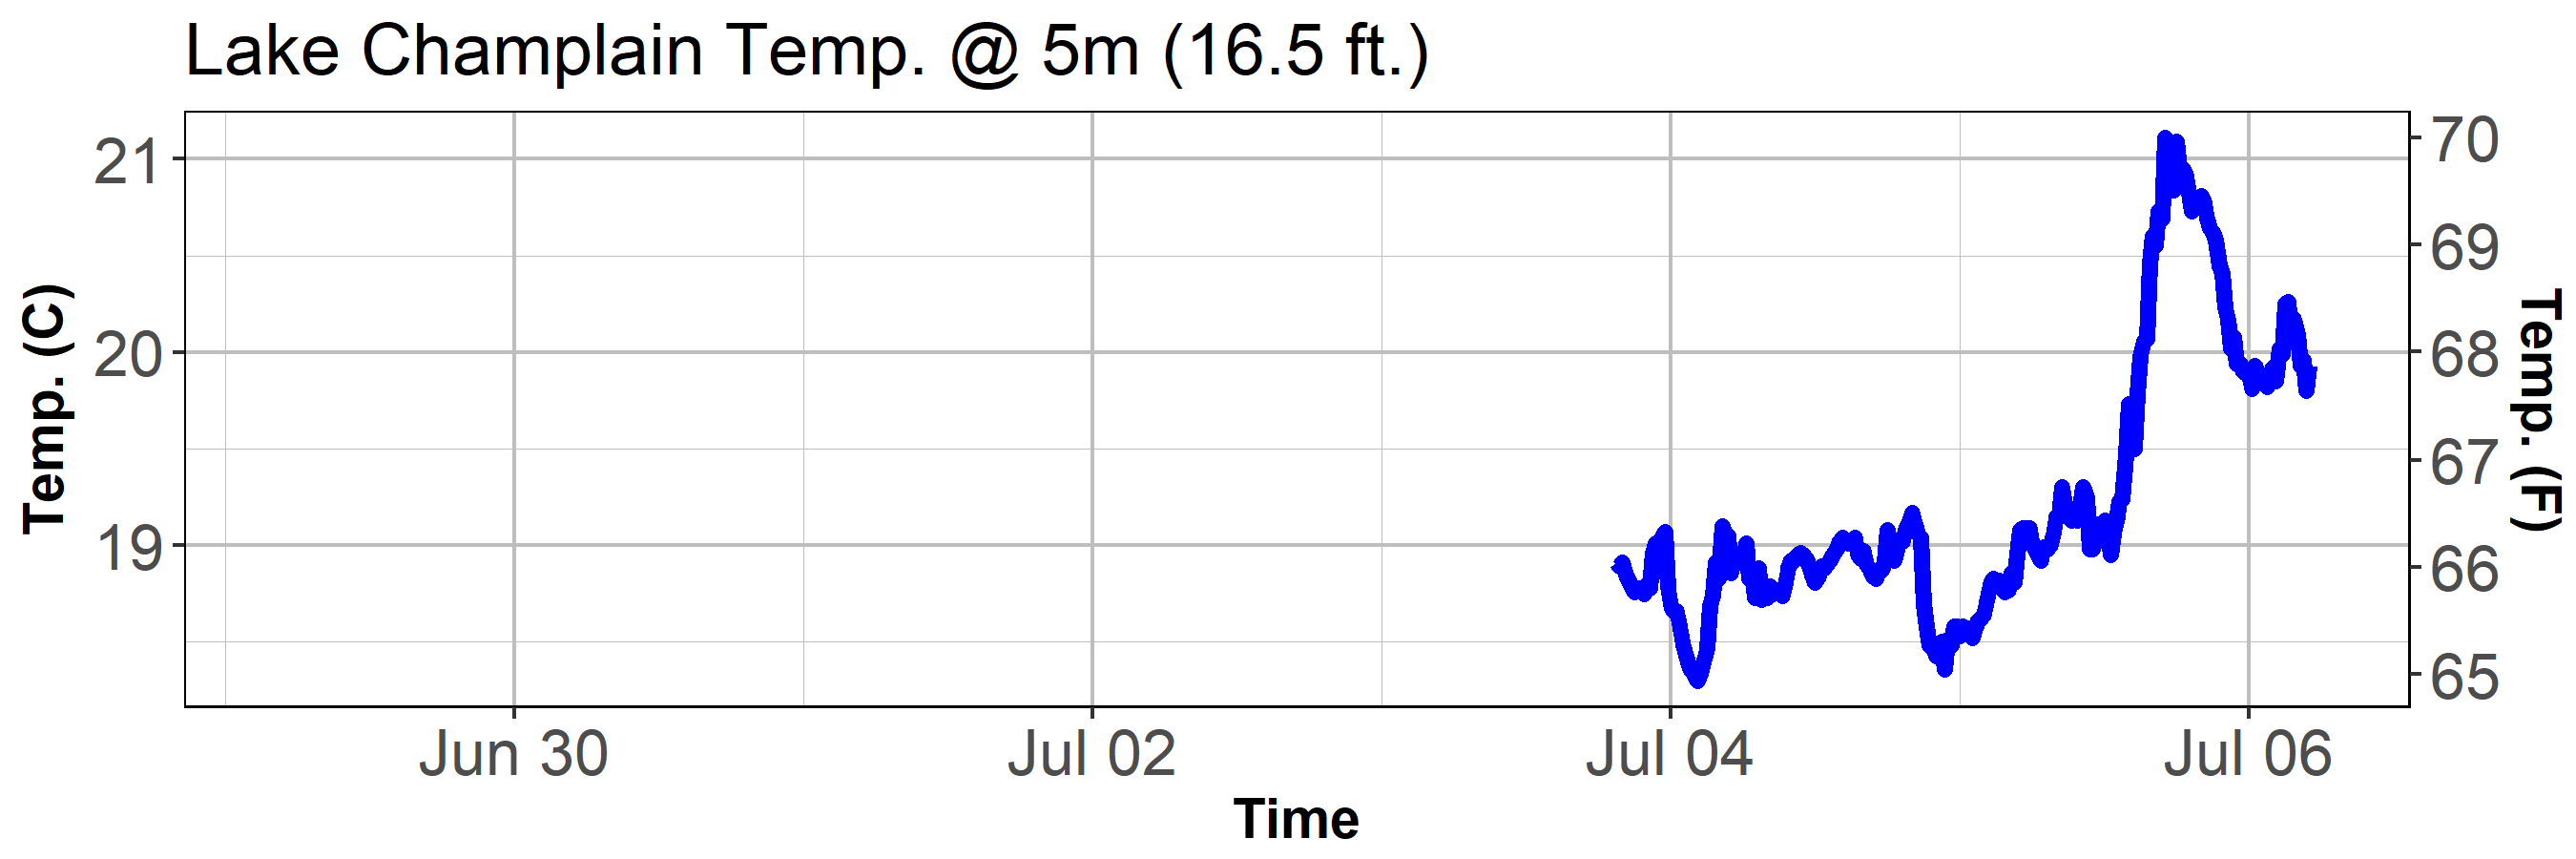 Lake Champlain Temp. @ 5m (16.5 ft.)
Temp. (C)
21
20
19
70
69
68
67
66
65
Temp. (F)
Jun 30 Jul 02 Jul 04 Jul 06
Time